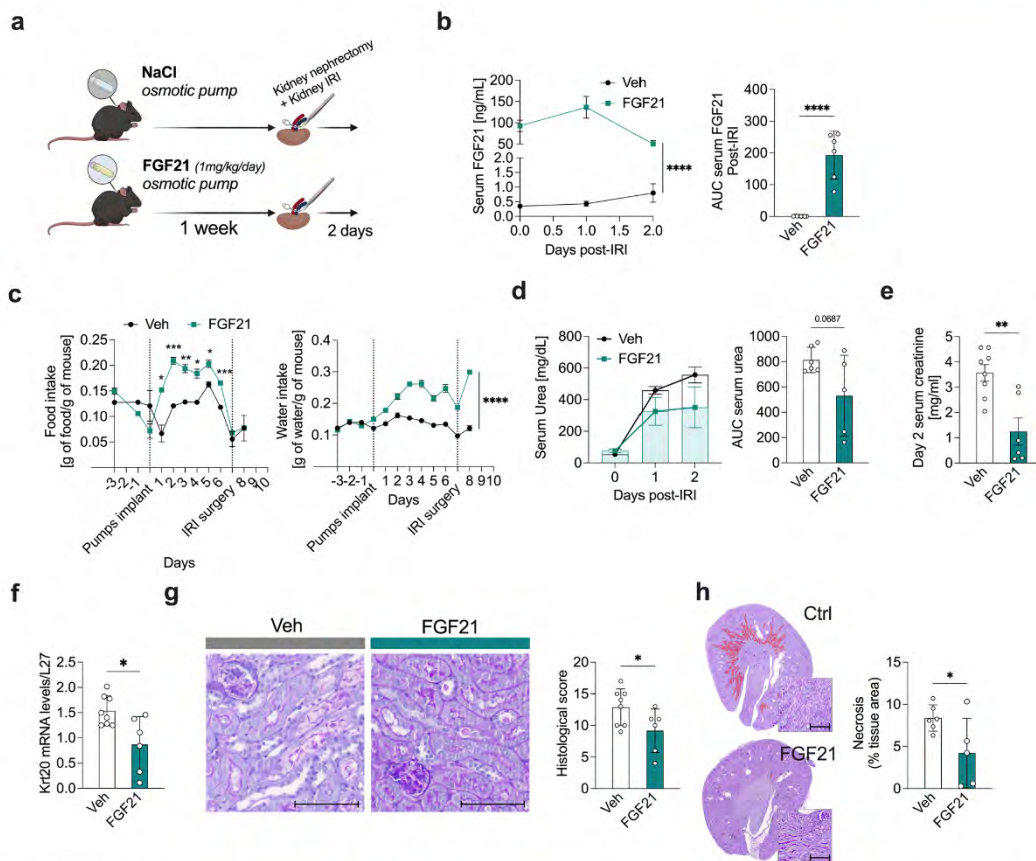 a
NaCl
osmotic pump
Kidney nephrectomy
+ Kidney IRI
FGF21 (1mg/kg/day)
osmotic pump
1 week
2 days
b
Veh
FGF21
Serum FGF21 [ng/mL]
200
150
100
50
2.0
1.5
1.0
0.5
0.0
0.0 0.5 1.0 1.5 2.0
Days post-IRI
****
AUC serum FGF21
Post-IRI
400
300
200
100
0
****
Veh
FGF21
c
Veh
FGF21
Food intake
[g of food/g of mouse]
0.25
0.20
0.15
0.10
0.05
* *** ** * * ***
-3 -2 -1 1 2 3 4 5 6 8 10
Pumps implant
IRI surgery
Days
Water intake
[g of water/g of mouse]
0.4
0.3
0.2
0.1
0.0
****
-3 -2 -1 1 2 3 4 5 6 8 9 10
Days
Pumps implant
IRI surgery
d
Veh
FGF21
Serum Urea [mg/dL]
800
600
400
200
0
0 1 2
Days post-IRI
AUC serum urea
1000
800
600
400
200
0
0.0687
Veh
FGF21
e
Day 2 serum creatinine
[mg/ml]
5
4
3
2
1
0
**
Veh
FGF21
f
Krt20 mRNA levels/L27
2.5
2.0
1.5
1.0
0.5
0.0
*
Veh
FGF21
g
Veh
FGF21
Histological score
20
15
10
5
0
*
Veh
FGF21
h
Ctrl
FGF21
Necrosis
(% tissue area)
15
10
5
0
*
Veh
FGF21